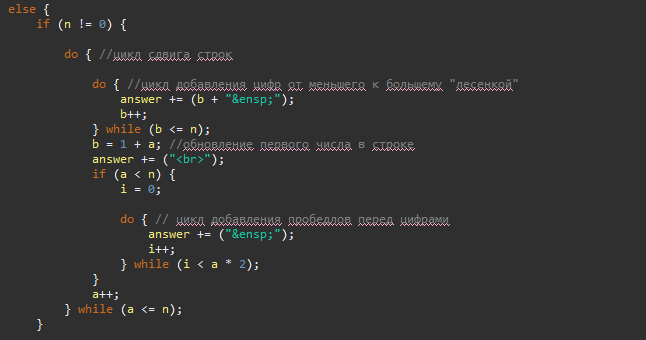 else {
if (n != 0) {
do { //цикл сдвига строк
do { //цикл добавления цифр от меньшего к большему "лесенкой"
answer += (b + "&ensp;");
b++;
} while (b <= n);
b = 1 + a; //обновление первого числа в строке
answer += ("<br>");
if (a < n) {
i = 0;
do { // цикл добавления пробеллов перед цифрами
answer += ("&ensp;");
i++;
} while (i < a * 2);
}
a++;
} while (a <= n);
}